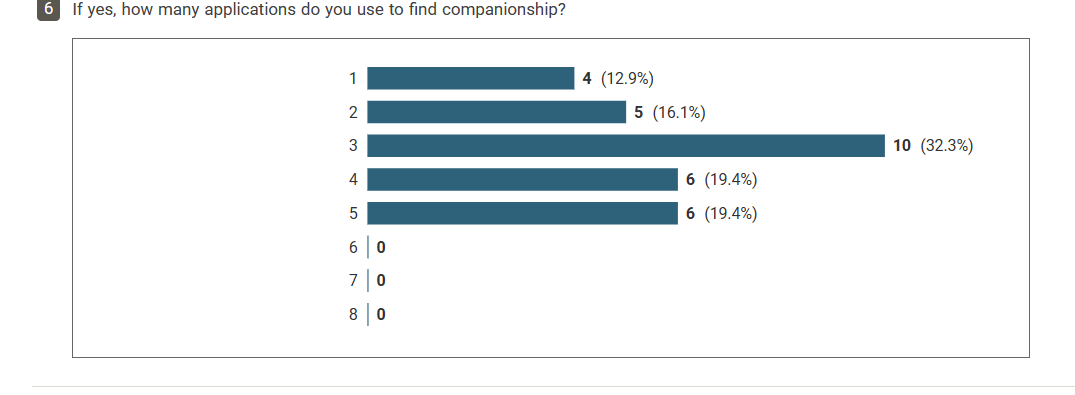 6 If yes, how many applications do you use to find companionship?
1 4 (12.9%)
2 5 (16.1%)
3 10 (32.3%)
4 6 (19.4%)
5 6 (19.4%)
6 0
7 0
8 0